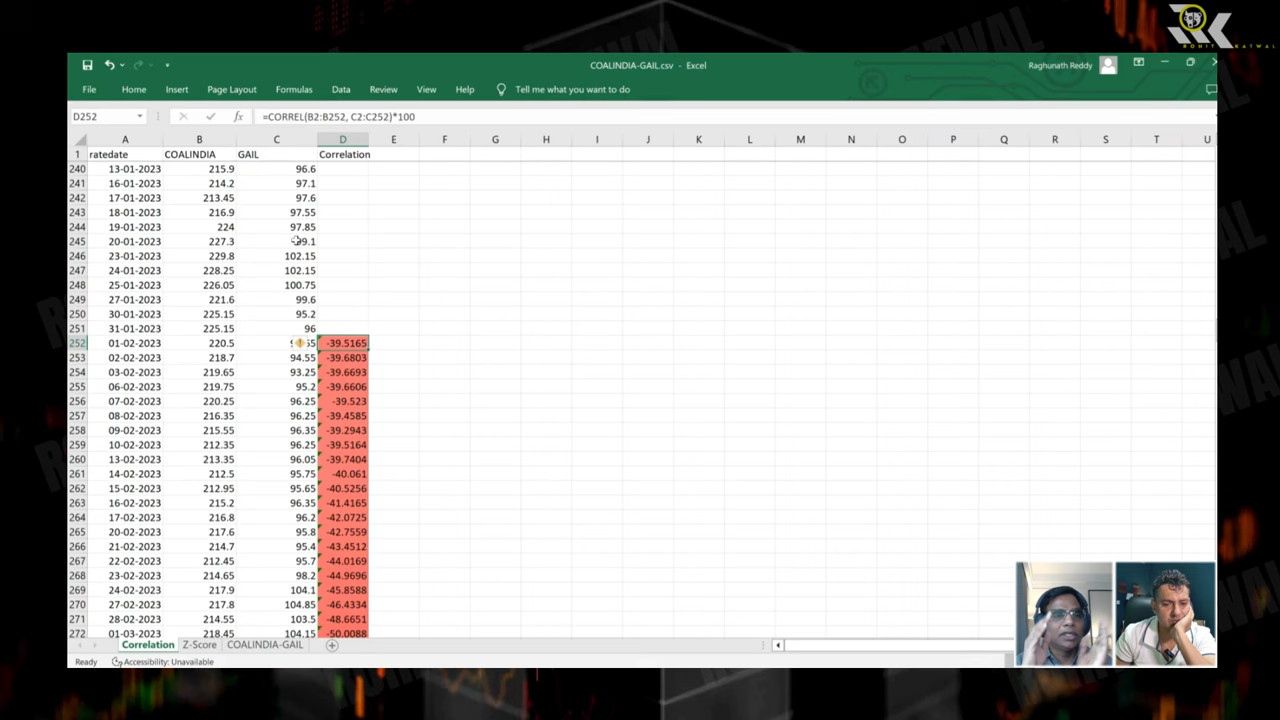 ROHIT KATWAL
COALINDIA-GAIL.csv - Excel
Raghunath Reddy
File Home Insert Page Layout Formulas Data Review View Help Tell me what you want to do
D252 fx =CORREL(B2:B252, C2:C252)*100
A B C D E F G H I J K L M N O P Q R S T U
1 ratedate COALINDIA GAIL Correlation
240 13-01-2023 215.9 96.6
241 16-01-2023 214.2 97.1
242 17-01-2023 213.45 97.6
243 18-01-2023 216.9 97.55
244 19-01-2023 224 97.85
245 20-01-2023 227.3 99.1
246 23-01-2023 229.8 102.15
247 24-01-2023 228.25 102.15
248 25-01-2023 226.05 100.75
249 27-01-2023 221.6 99.6
250 30-01-2023 225.15 95.2
251 31-01-2023 225.15 96
252 01-02-2023 220.5 -39.5165
253 02-02-2023 218.7 94.55 -39.6803
254 03-02-2023 219.65 93.25 -39.6693
255 06-02-2023 219.75 95.2 -39.6606
256 07-02-2023 220.25 96.25 -39.523
257 08-02-2023 216.35 96.25 -39.4585
258 09-02-2023 215.55 96.35 -39.2943
259 10-02-2023 212.35 96.25 -39.5164
260 13-02-2023 213.35 96.05 -39.7404
261 14-02-2023 212.5 95.75 -40.061
262 15-02-2023 212.95 95.65 -40.5256
263 16-02-2023 215.2 96.35 -41.4165
264 17-02-2023 216.8 96.2 -42.0725
265 20-02-2023 217.6 95.8 -42.7559
266 21-02-2023 214.7 95.4 -43.4512
267 22-02-2023 212.45 95.7 -44.0169
268 23-02-2023 214.65 98.2 -44.9696
269 24-02-2023 217.9 104.1 -45.8588
270 27-02-2023 217.8 104.85 -46.4334
271 28-02-2023 214.55 103.5 -48.6651
272 01-03-2023 218.45 104.15 -50.0088
Correlation Z-Score COALINDIA-GAIL
Ready Accessibility: Unavailable